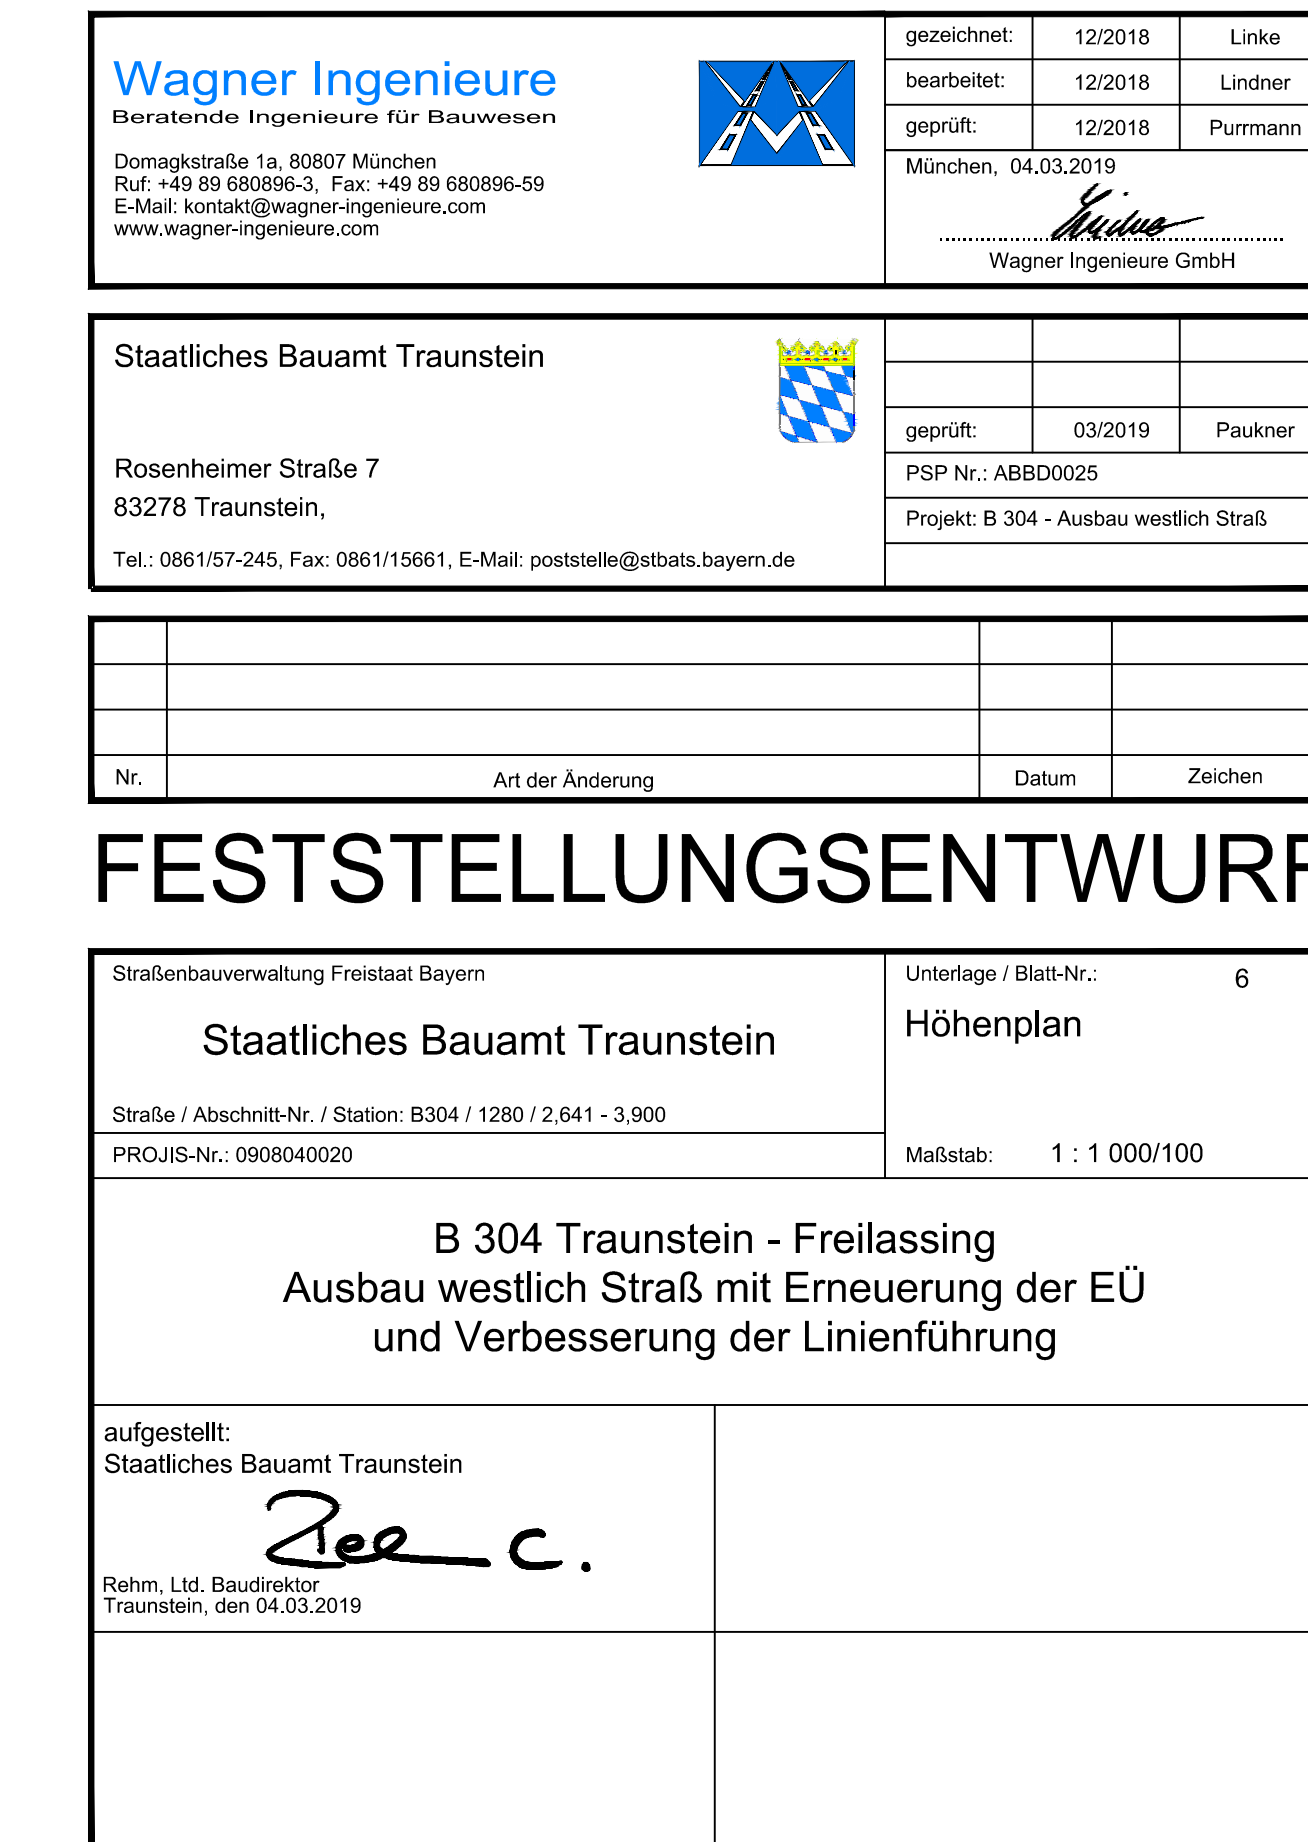 Wagner Ingenieure
Beratende Ingenieure für Bauwesen
Domagkstraße 1a, 80807 München
Ruf: +49 89 680896-3, Fax: +49 89 680896-59
E-Mail: kontakt@wagner-ingenieure.com
www.wagner-ingenieure.com
gezeichnet: 12/2018 Linke
bearbeitet: 12/2018 Lindner
geprüft: 12/2018 Purrmann
München, 04.03.2019
Wagner Ingenieure GmbH
Staatliches Bauamt Traunstein
Rosenheimer Straße 7
83278 Traunstein,
Tel.: 0861/57-245, Fax: 0861/15661, E-Mail: poststelle@stbats.bayern.de
geprüft: 03/2019 Paukner
PSP Nr.: ABBD0025
Projekt: B 304 - Ausbau westlich Straß
Nr. Art der Änderung Datum Zeichen
FESTSTELLUNGSENTWURF
Straßenbauverwaltung Freistaat Bayern
Staatliches Bauamt Traunstein
Straße / Abschnitt-Nr. / Station: B304 / 1280 / 2,641 - 3,900
PROJIS-Nr.: 0908040020
Unterlage / Blatt-Nr.: 6
Höhenplan
Maßstab: 1 : 1 000/100
B 304 Traunstein - Freilassing
Ausbau westlich Straß mit Erneuerung der EÜ
und Verbesserung der Linienführung
aufgestellt:
Staatliches Bauamt Traunstein
Rehm, Ltd. Baudirektor
Traunstein, den 04.03.2019